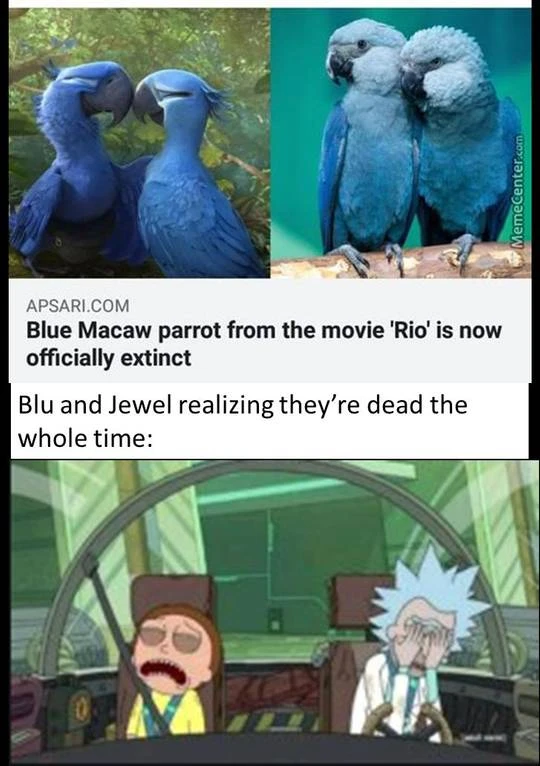 MemeCenter.com
APSARI.COM
Blue Macaw parrot from the movie 'Rio' is now
officially extinct
Blu and Jewel realizing they’re dead the
whole time: